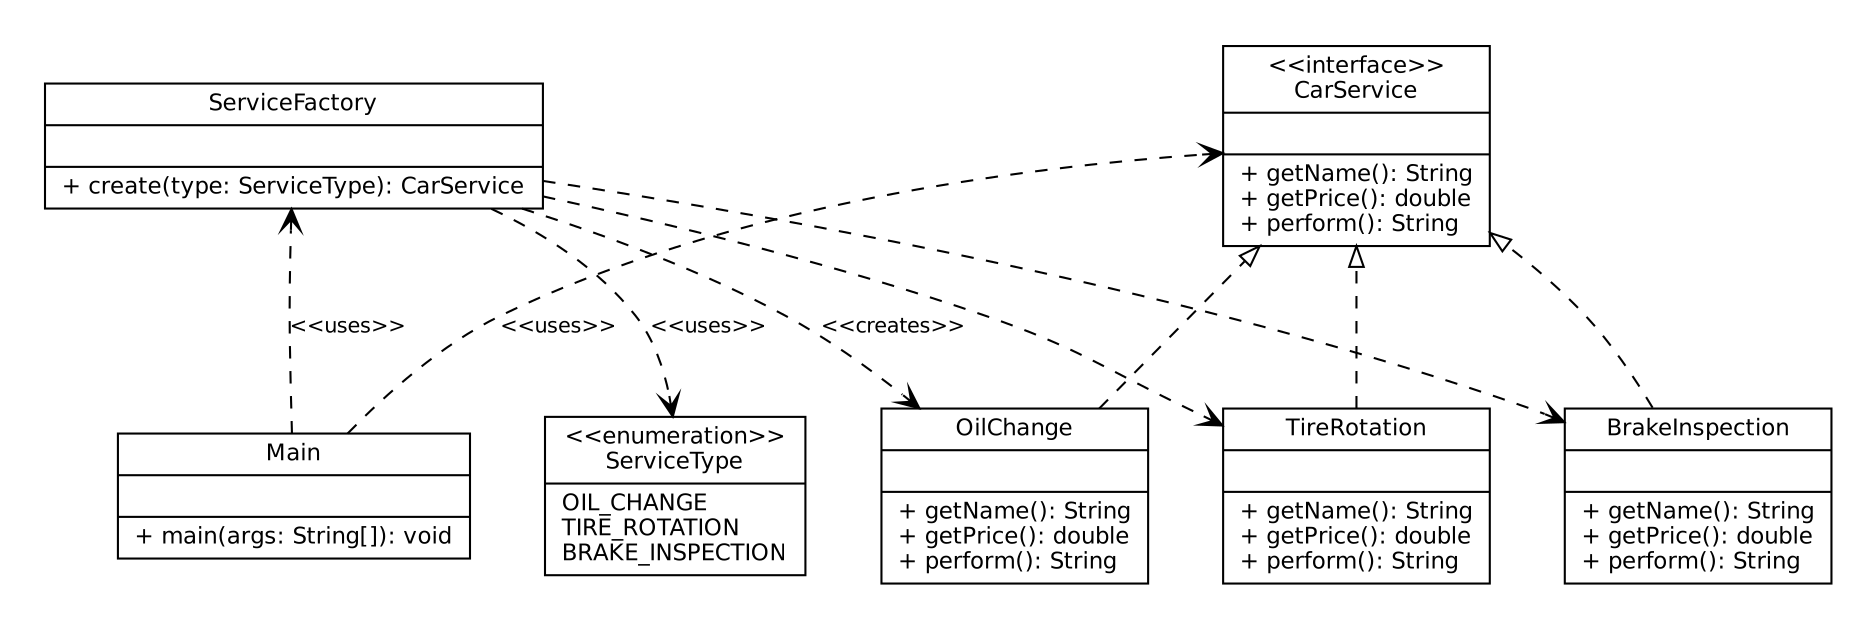 ServiceFactory
+ create(type: ServiceType): CarService
<<interface>>
CarService
+ getName(): String
+ getPrice(): double
+ perform(): String
<<uses>>
<<uses>>
<<uses>>
<<creates>>
Main
+ main(args: String[]): void
<<enumeration>>
ServiceType
OIL_CHANGE
TIRE_ROTATION
BRAKE_INSPECTION
OilChange
+ getName(): String
+ getPrice(): double
+ perform(): String
TireRotation
+ getName(): String
+ getPrice(): double
+ perform(): String
BrakeInspection
+ getName(): String
+ getPrice(): double
+ perform(): String